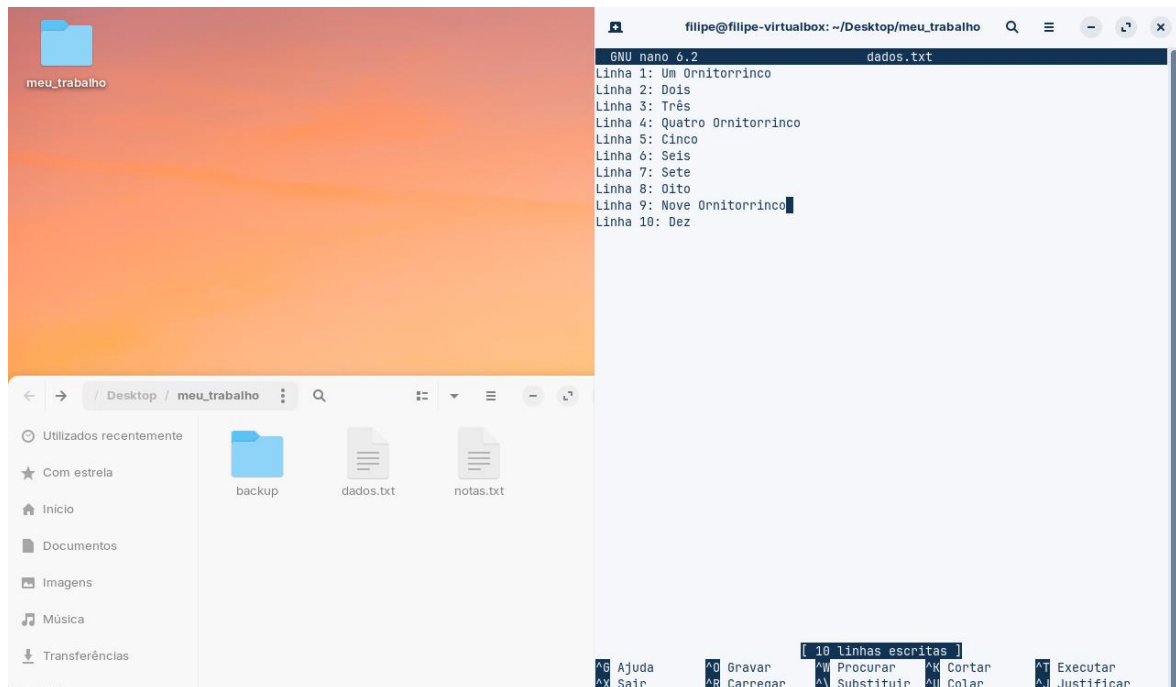 meu_trabalho
filipe@filipe-virtualbox: ~/Desktop/meu_trabalho
GNU nano 6.2 dados.txt
Linha 1: Um Ornitorrinco
Linha 2: Dois
Linha 3: Três
Linha 4: Quatro Ornitorrinco
Linha 5: Cinco
Linha 6: Seis
Linha 7: Sete
Linha 8: Oito
Linha 9: Nove Ornitorrinco
Linha 10: Dez
[ 10 linhas escritas ]
^G Ajuda ^O Gravar ^W Procurar ^K Cortar ^T Executar
^X Sair ^R Carregar ^\ Substituir ^U Colar ^J Justificar
/ Desktop / meu_trabalho
Utilizados recentemente
Com estrela
Início
Documentos
Imagens
Música
Transferências
backup dados.txt notas.txt